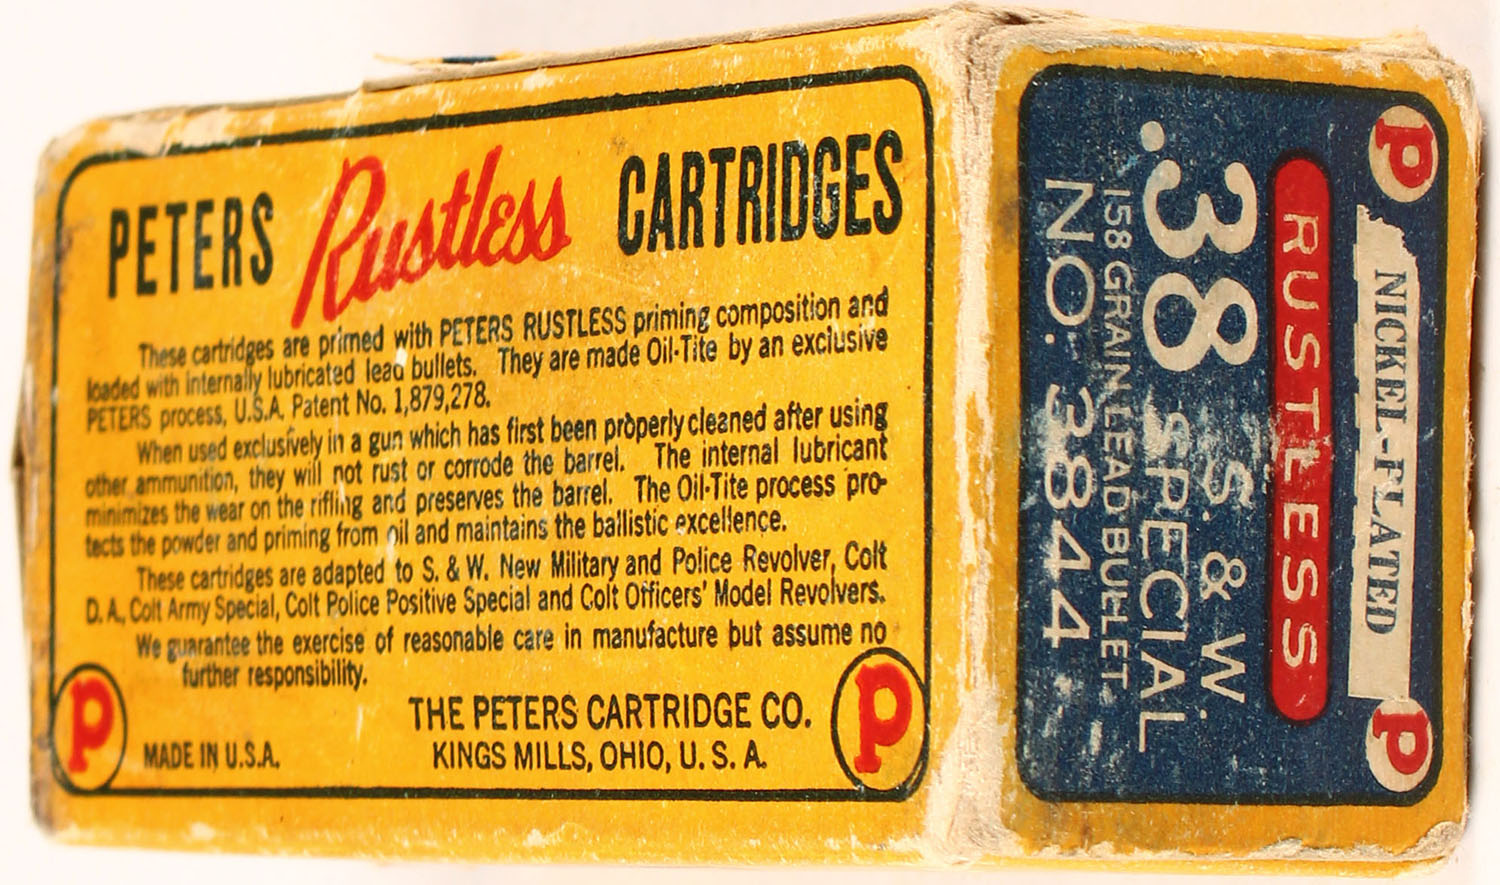 PETERS Rustless CARTRIDGES
These cartridges are primed with PETERS RUSTLESS priming composition and
loaded with internally lubricated lead bullets. They are made Oil-Tite by an exclusive
PETERS process, U.S.A. Patent No. 1,879,278.
When used exclusively in a gun which has first been properly cleaned after using
other ammunition, they will not rust or corrode the barrel. The internal lubricant
minimizes the wear on the rifling and preserves the barrel. The Oil-Tite process pro-
tects the powder and priming from oil and maintains the ballistic excellence.
These cartridges are adapted to S. & W. New Military and Police Revolver, Colt
D. A., Colt Army Special, Colt Police Positive Special and Colt Officers' Model Revolvers.
We guarantee the exercise of reasonable care in manufacture but assume no
further responsibility.
THE PETERS CARTRIDGE CO.
KINGS MILLS, OHIO, U. S. A.
P
MADE IN U.S.A.
P
P
NICKEL-PLATED
P
RUSTLESS
.38 S. & W. SPECIAL
158 GRAIN LEAD BULLET
NO. 3844